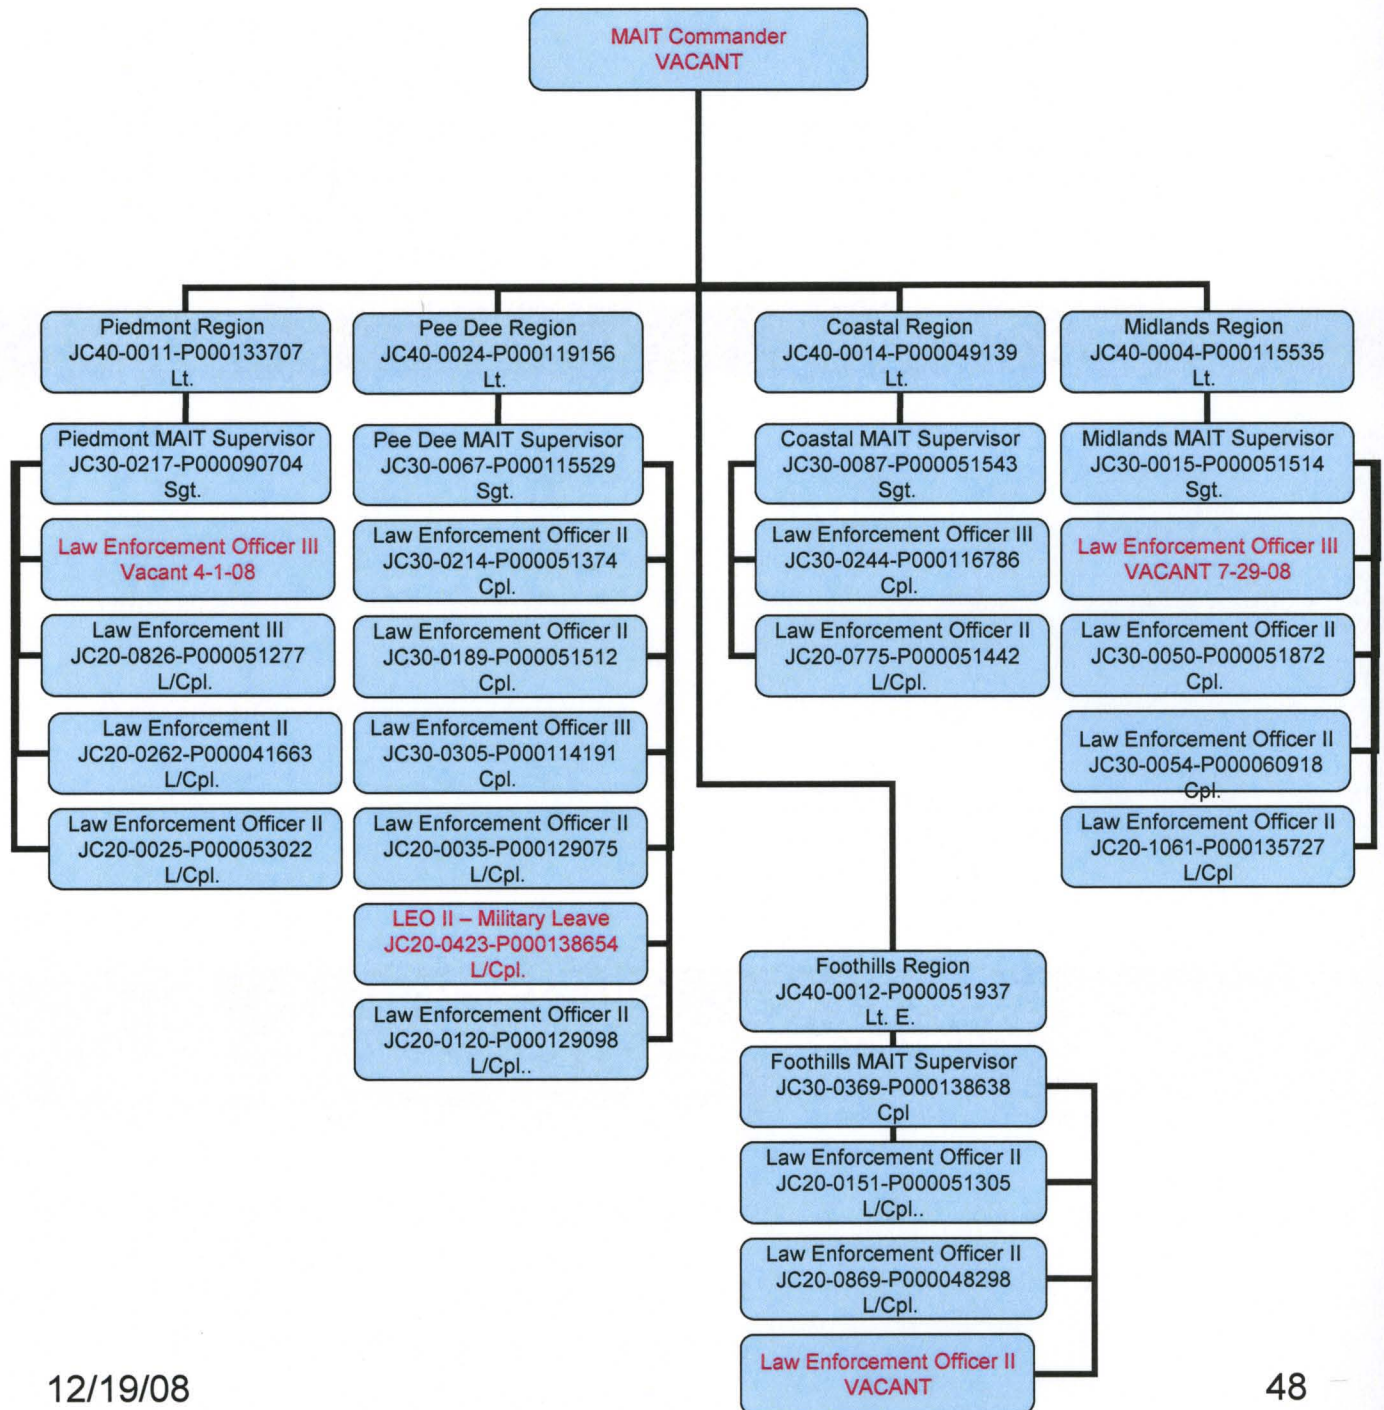 MAIT Commander
VACANT
Piedmont Region
JC40-0011-P000133707
Lt.
Piedmont MAIT Supervisor
JC30-0217-P000090704
Sgt.
Law Enforcement Officer III
Vacant 4-1-08
Law Enforcement III
JC20-0826-P000051277
L/Cpl.
Law Enforcement II
JC20-0262-P000041663
L/Cpl.
Law Enforcement Officer II
JC20-0025-P000053022
L/Cpl.
Pee Dee Region
JC40-0024-P000119156
Lt.
Pee Dee MAIT Supervisor
JC30-0067-P000115529
Sgt.
Law Enforcement Officer II
JC30-0214-P000051374
Cpl.
Law Enforcement Officer II
JC30-0189-P000051512
Cpl.
Law Enforcement Officer III
JC30-0305-P000114191
Cpl.
Law Enforcement Officer II
JC20-0035-P000129075
L/Cpl.
LEO II – Military Leave
JC20-0423-P000138654
L/Cpl.
Law Enforcement Officer II
JC20-0120-P000129098
L/Cpl..
Coastal Region
JC40-0014-P000049139
Lt.
Coastal MAIT Supervisor
JC30-0087-P000051543
Sgt.
Law Enforcement Officer III
JC30-0244-P000116786
Cpl.
Law Enforcement Officer II
JC20-0775-P000051442
L/Cpl.
Midlands Region
JC40-0004-P000115535
Lt.
Midlands MAIT Supervisor
JC30-0015-P000051514
Sgt.
Law Enforcement Officer III
VACANT 7-29-08
Law Enforcement Officer II
JC30-0050-P000051872
Cpl.
Law Enforcement Officer II
JC30-0054-P000060918
Cpl.
Law Enforcement Officer II
JC20-1061-P000135727
L/Cpl
Foothills Region
JC40-0012-P000051937
Lt. E.
Foothills MAIT Supervisor
JC30-0369-P000138638
Cpl
Law Enforcement Officer II
JC20-0151-P000051305
L/Cpl..
Law Enforcement Officer II
JC20-0869-P000048298
L/Cpl.
Law Enforcement Officer II
VACANT
12/19/08
48